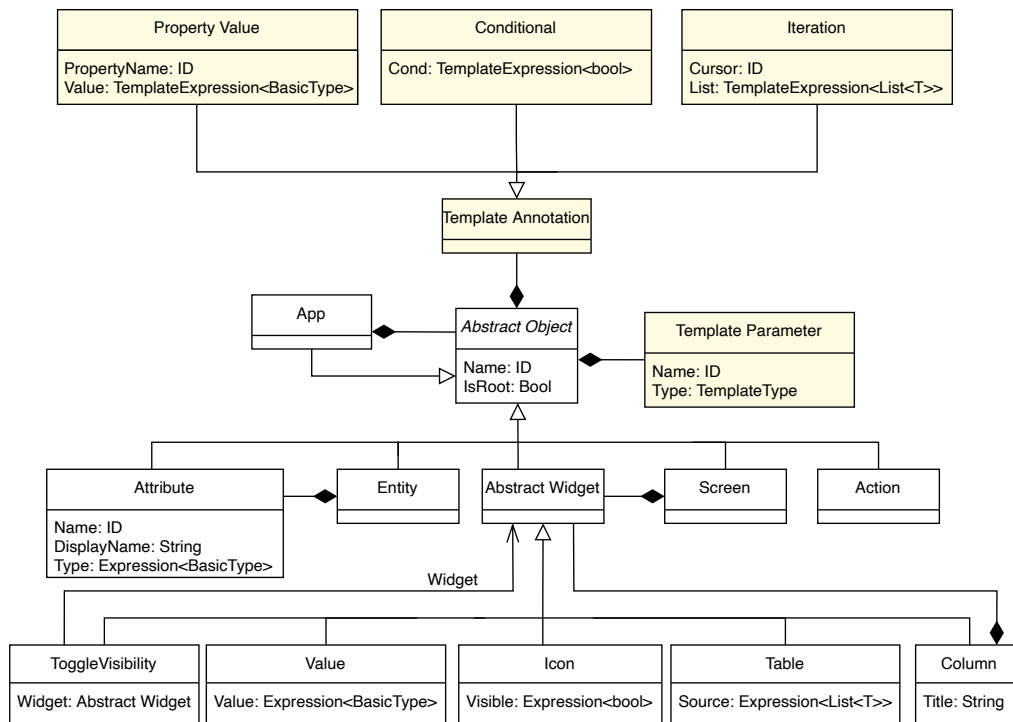 Property Value
PropertyName: ID
Value: TemplateExpression<BasicType>
Conditional
Cond: TemplateExpression<bool>
Iteration
Cursor: ID
List: TemplateExpression<List<T>>
Template Annotation
App
Abstract Object
Name: ID
IsRoot: Bool
Template Parameter
Name: ID
Type: TemplateType
Attribute
Name: ID
DisplayName: String
Type: Expression<BasicType>
Entity
Abstract Widget
Screen
Action
Widget
ToggleVisibility
Widget: Abstract Widget
Value
Value: Expression<BasicType>
Icon
Visible: Expression<bool>
Table
Source: Expression<List<T>>
Column
Title: String